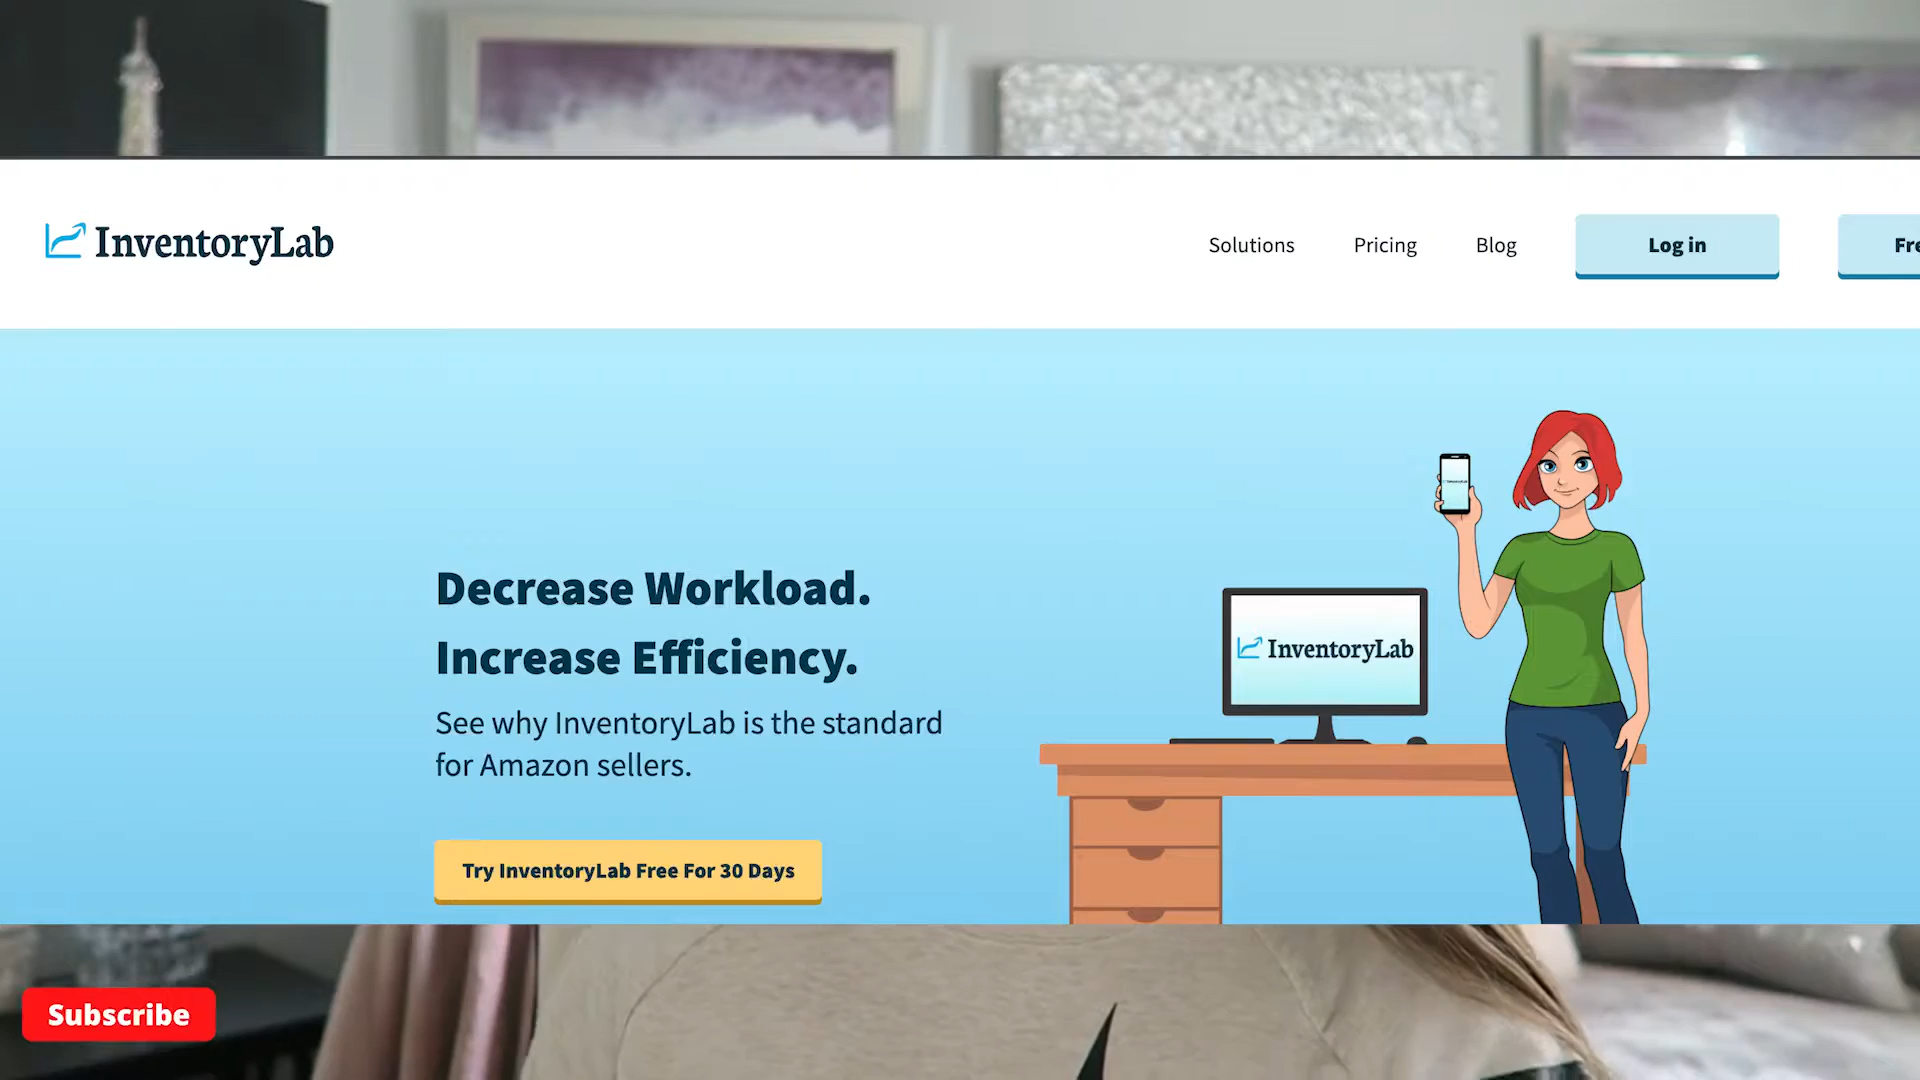 InventoryLab
Solutions
Pricing
Blog
Log in
Fre
Decrease Workload.
Increase Efficiency.
See why InventoryLab is the standard
for Amazon sellers.
Try InventoryLab Free For 30 Days
InventoryLab
Subscribe